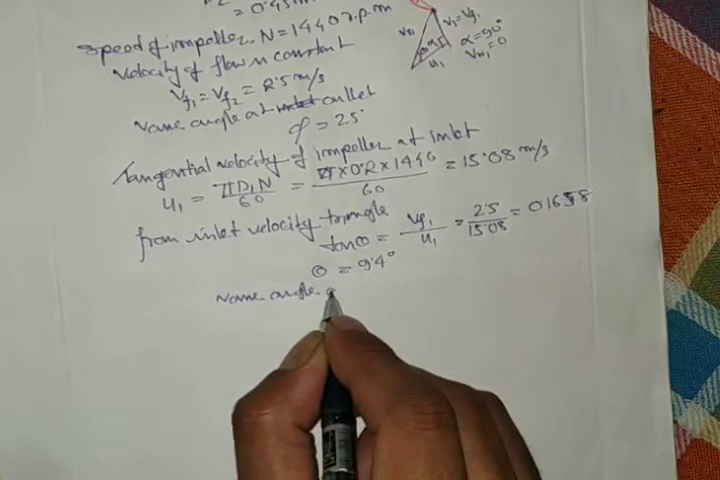 = 0.45m
Speed of impeller. N = 1440 r.p.m
Velocity of flow is constant
Vf1 = Vf2 = 2.5 m/s
Vane angle at outlet
φ = 25°
Tangential velocity of impeller at inlet
u1 = πD1N/60 = π×0.2×1440/60 = 15.08 m/s
from inlet velocity triangle
tanθ = Vf1/u1 = 2.5/15.08 = 0.1658
θ = 9.4°
Vane angle
Vr1
V1 = Vf1
α = 90°
Vw1 = 0
u1